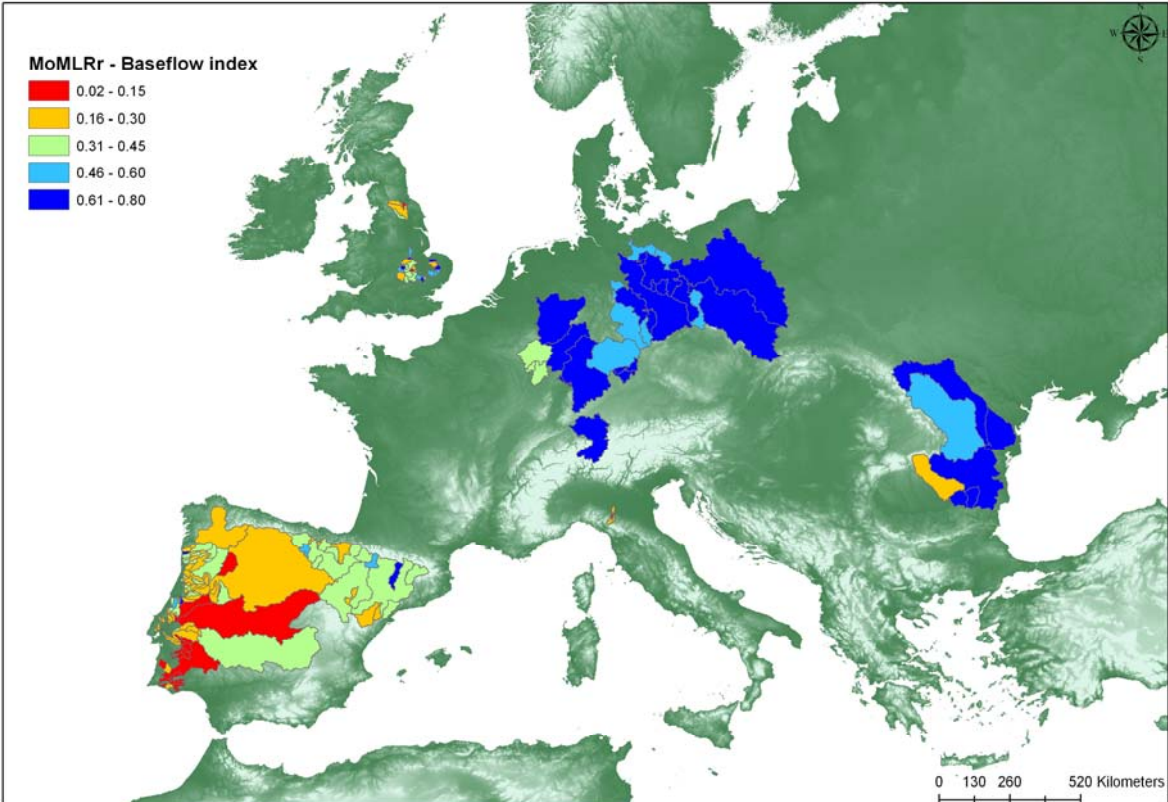 MoMLRr - Baseflow index
0.02 - 0.15
0.16 - 0.30
0.31 - 0.45
0.46 - 0.60
0.61 - 0.80
N
W E
S
0 130 260 520 Kilometers